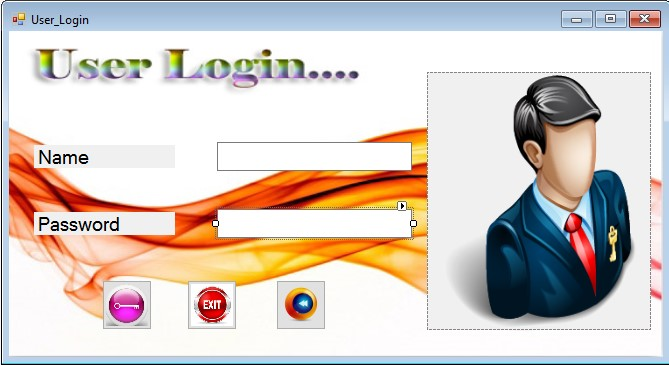 User_Login
User Login....
Name
Password
EXIT